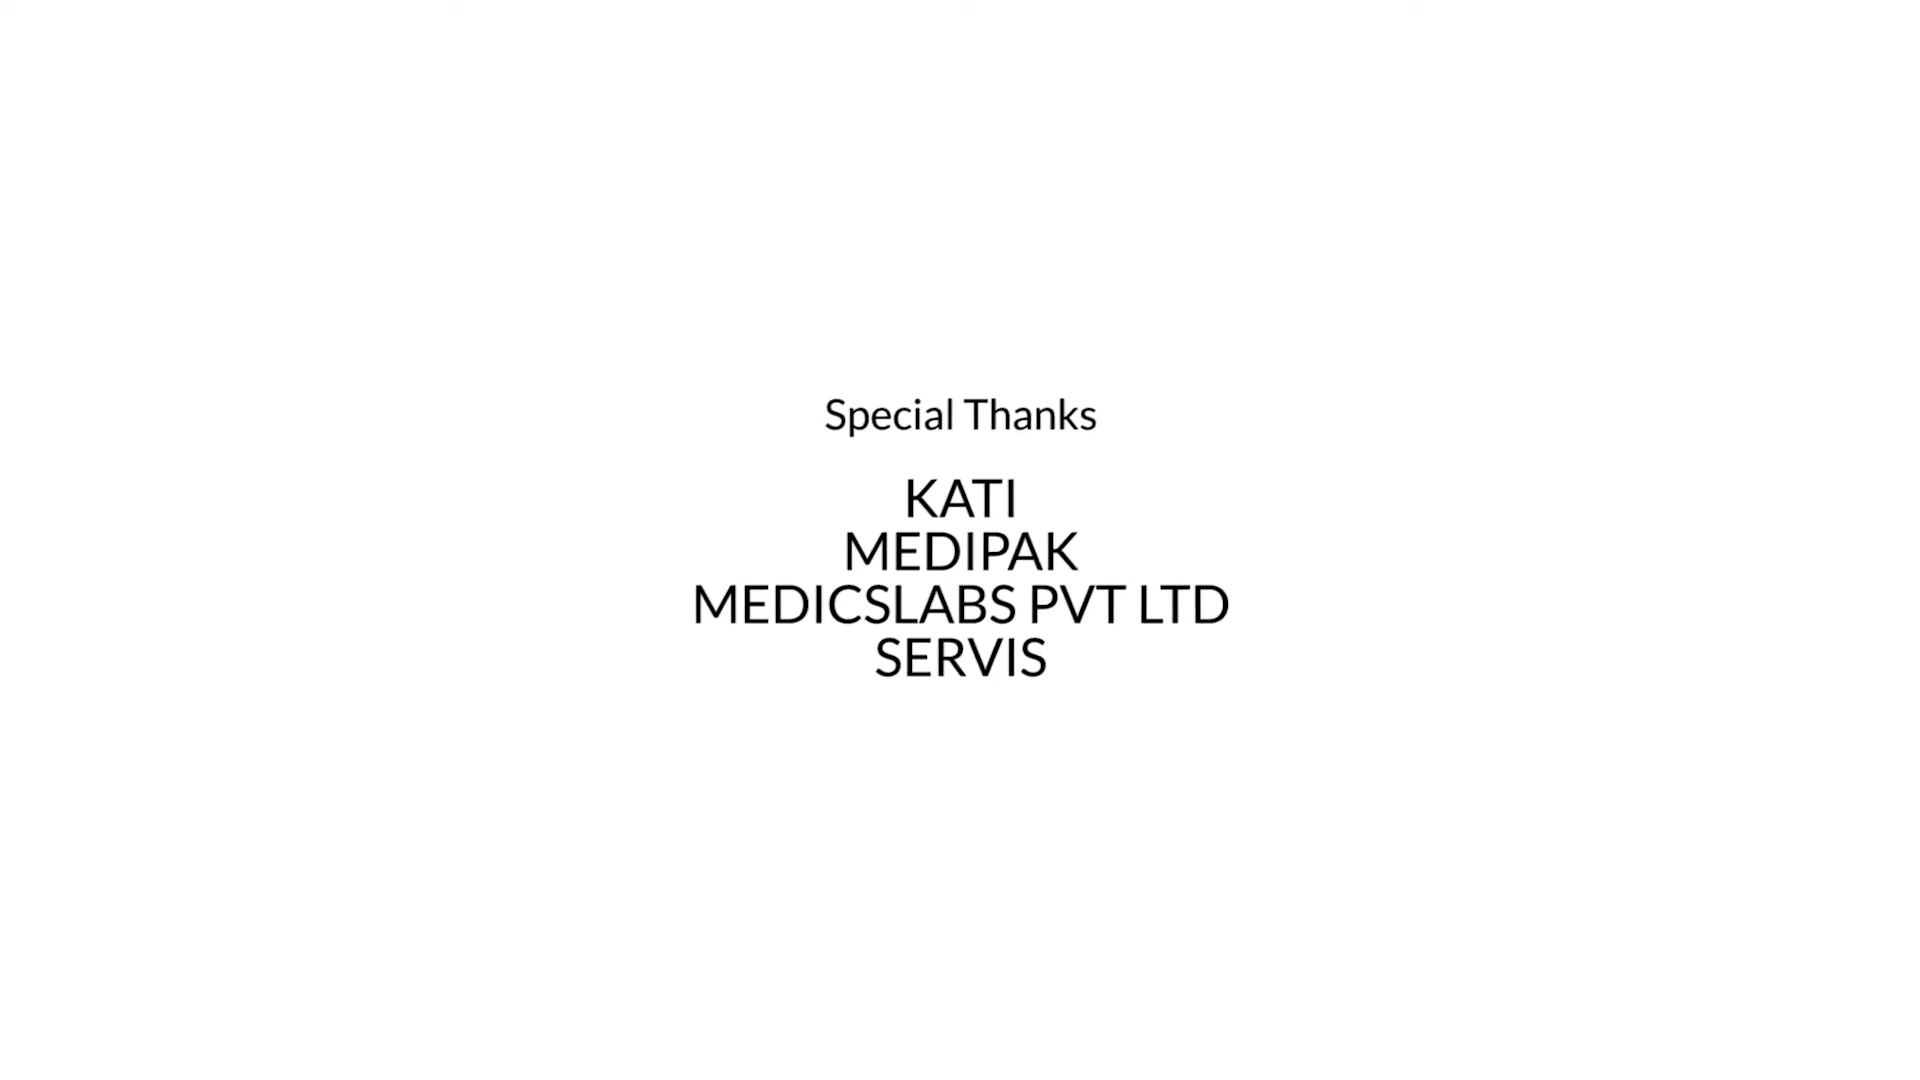 Special Thanks
KATI
MEDIPAK
MEDICSLABS PVT LTD
SERVIS